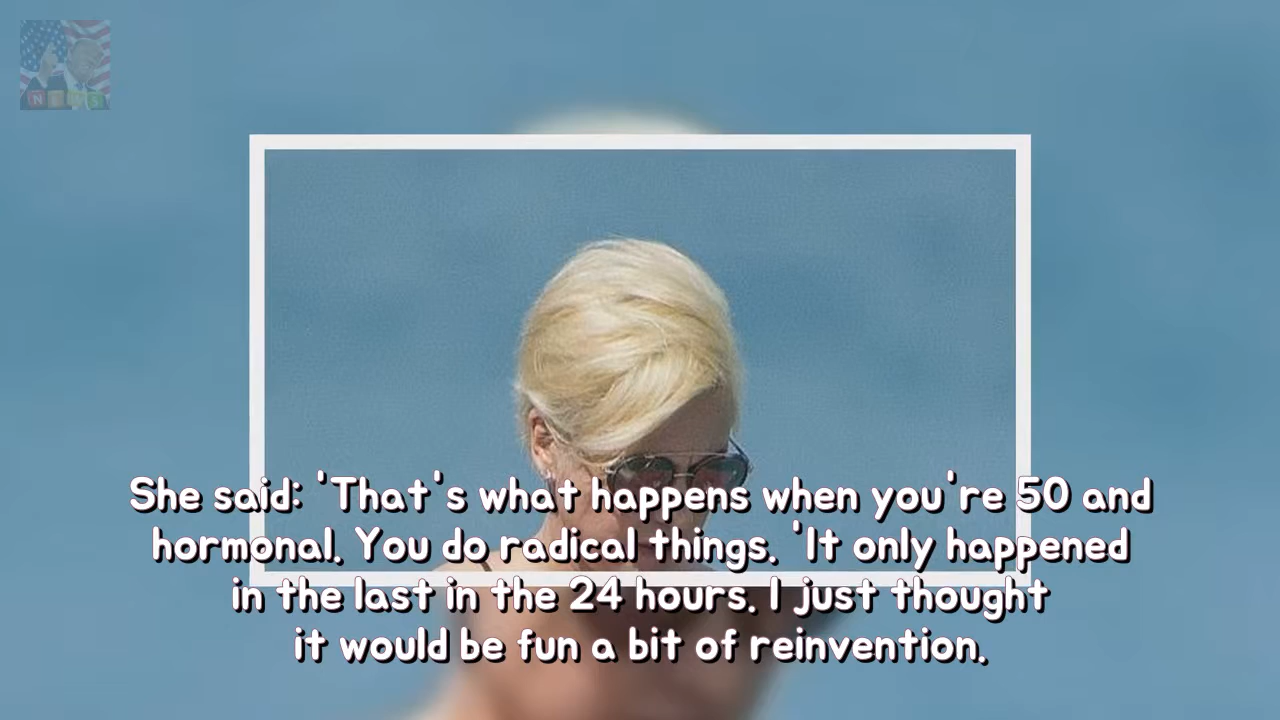 NEWS
She said: 'That's what happens when you're 50 and
hormonal. You do radical things. 'It only happened
in the last in the 24 hours. I just thought
it would be fun a bit of reinvention.